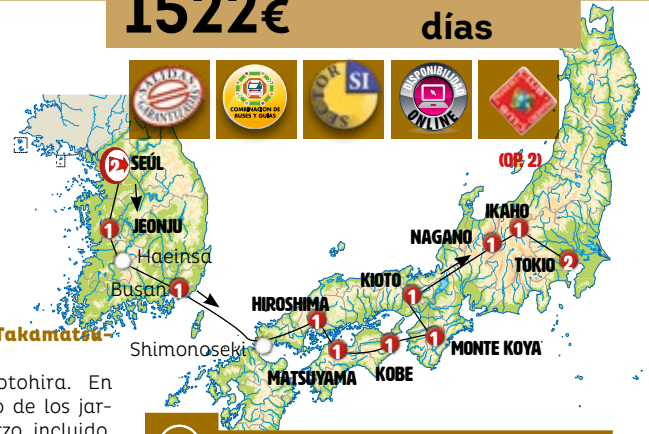 1522€
días
SALIDAS GARANTIZADAS
COMBINACION DE
BUSES Y GUÍAS
SECTOR SI
DISPONIBILIDAD
ONLINE
(OP. 2)
2 SEÚL
1 JEONJU
Haeinsa
Busan 1
Shimonoseki
HIROSHIMA
1
1
MATSUYAMA
1
KOBE
1
MONTE KOYA
KIOTO
1
NAGANO
1
IKAHO
1
TOKIO 2
Takamatsu-
otohira. En
o de los jar-
rzo incluido.